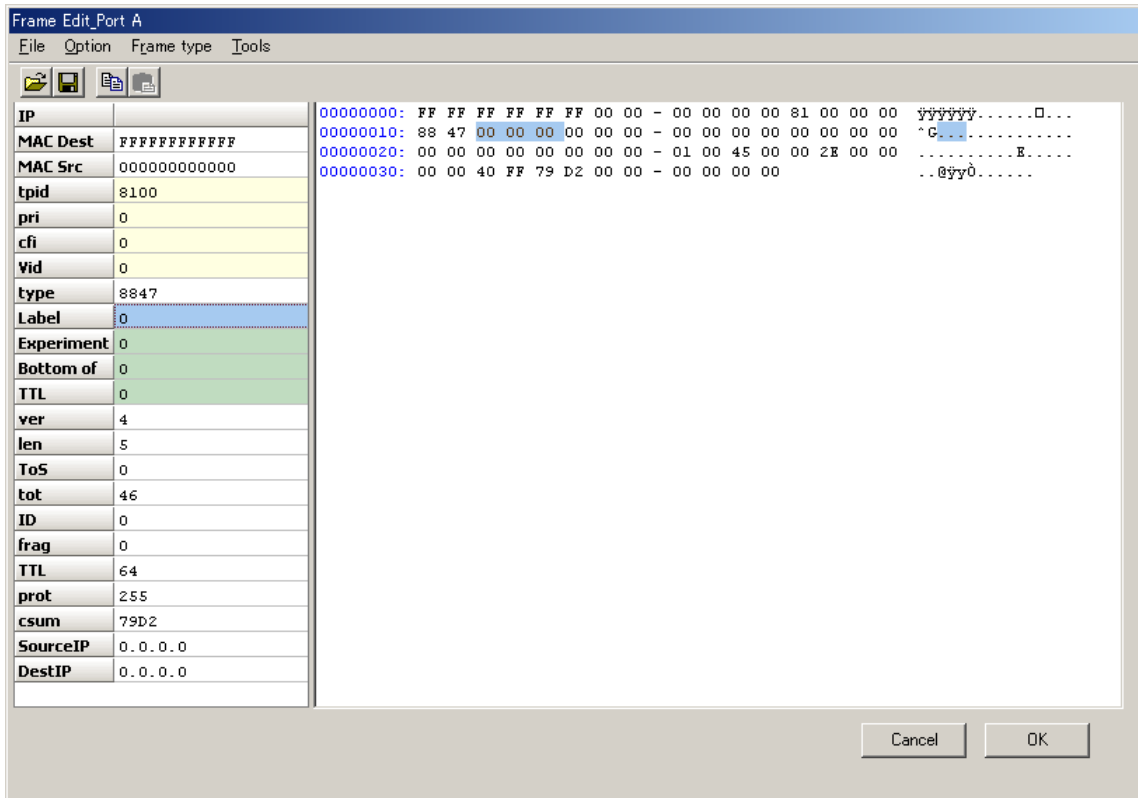 Frame Edit_Port A
File Option Frame type Tools
IP
MAC Dest FFFFFFFFFFFF
MAC Src 000000000000
tpid 8100
pri 0
cfi 0
Vid 0
type 8847
Label 0
Experiment 0
Bottom of 0
TTL 0
ver 4
len 5
ToS 0
tot 46
ID 0
frag 0
TTL 64
prot 255
csum 79D2
SourceIP 0.0.0.0
DestIP 0.0.0.0
00000000: FF FF FF FF FF FF 00 00 - 00 00 00 00 81 00 00 00 ÿÿÿÿÿÿ......□...
00000010: 88 47 00 00 00 00 00 00 - 00 00 00 00 00 00 00 00 ˆG..............
00000020: 00 00 00 00 00 00 00 00 - 01 00 45 00 00 2E 00 00 ..........E.....
00000030: 00 00 40 FF 79 D2 00 00 - 00 00 00 00 ..@ÿyÒ......
Cancel OK